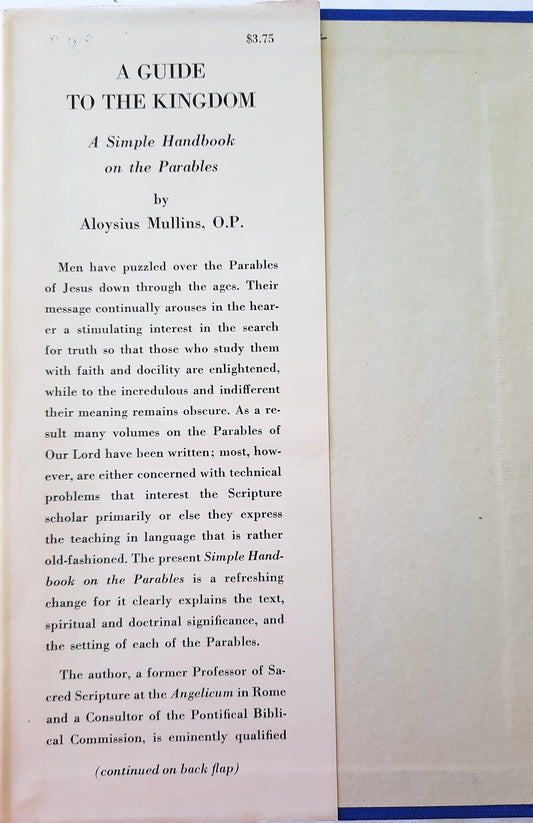 $3.75
A GUIDE
TO THE KINGDOM
A Simple Handbook
on the Parables
by
Aloysius Mullins, O.P.
Men have puzzled over the Parables
of Jesus down through the ages. Their
message continually arouses in the hear-
er a stimulating interest in the search
for truth so that those who study them
with faith and docility are enlightened,
while to the incredulous and indifferent
their meaning remains obscure. As a re-
sult many volumes on the Parables of
Our Lord have been written; most, how-
ever, are either concerned with technical
problems that interest the Scripture
scholar primarily or else they express
the teaching in language that is rather
old-fashioned. The present Simple Hand-
book on the Parables is a refreshing
change for it clearly explains the text,
spiritual and doctrinal significance, and
the setting of each of the Parables.
The author, a former Professor of Sa-
cred Scripture at the Angelicum in Rome
and a Consultor of the Pontifical Bibli-
cal Commission, is eminently qualified
(continued on back flap)